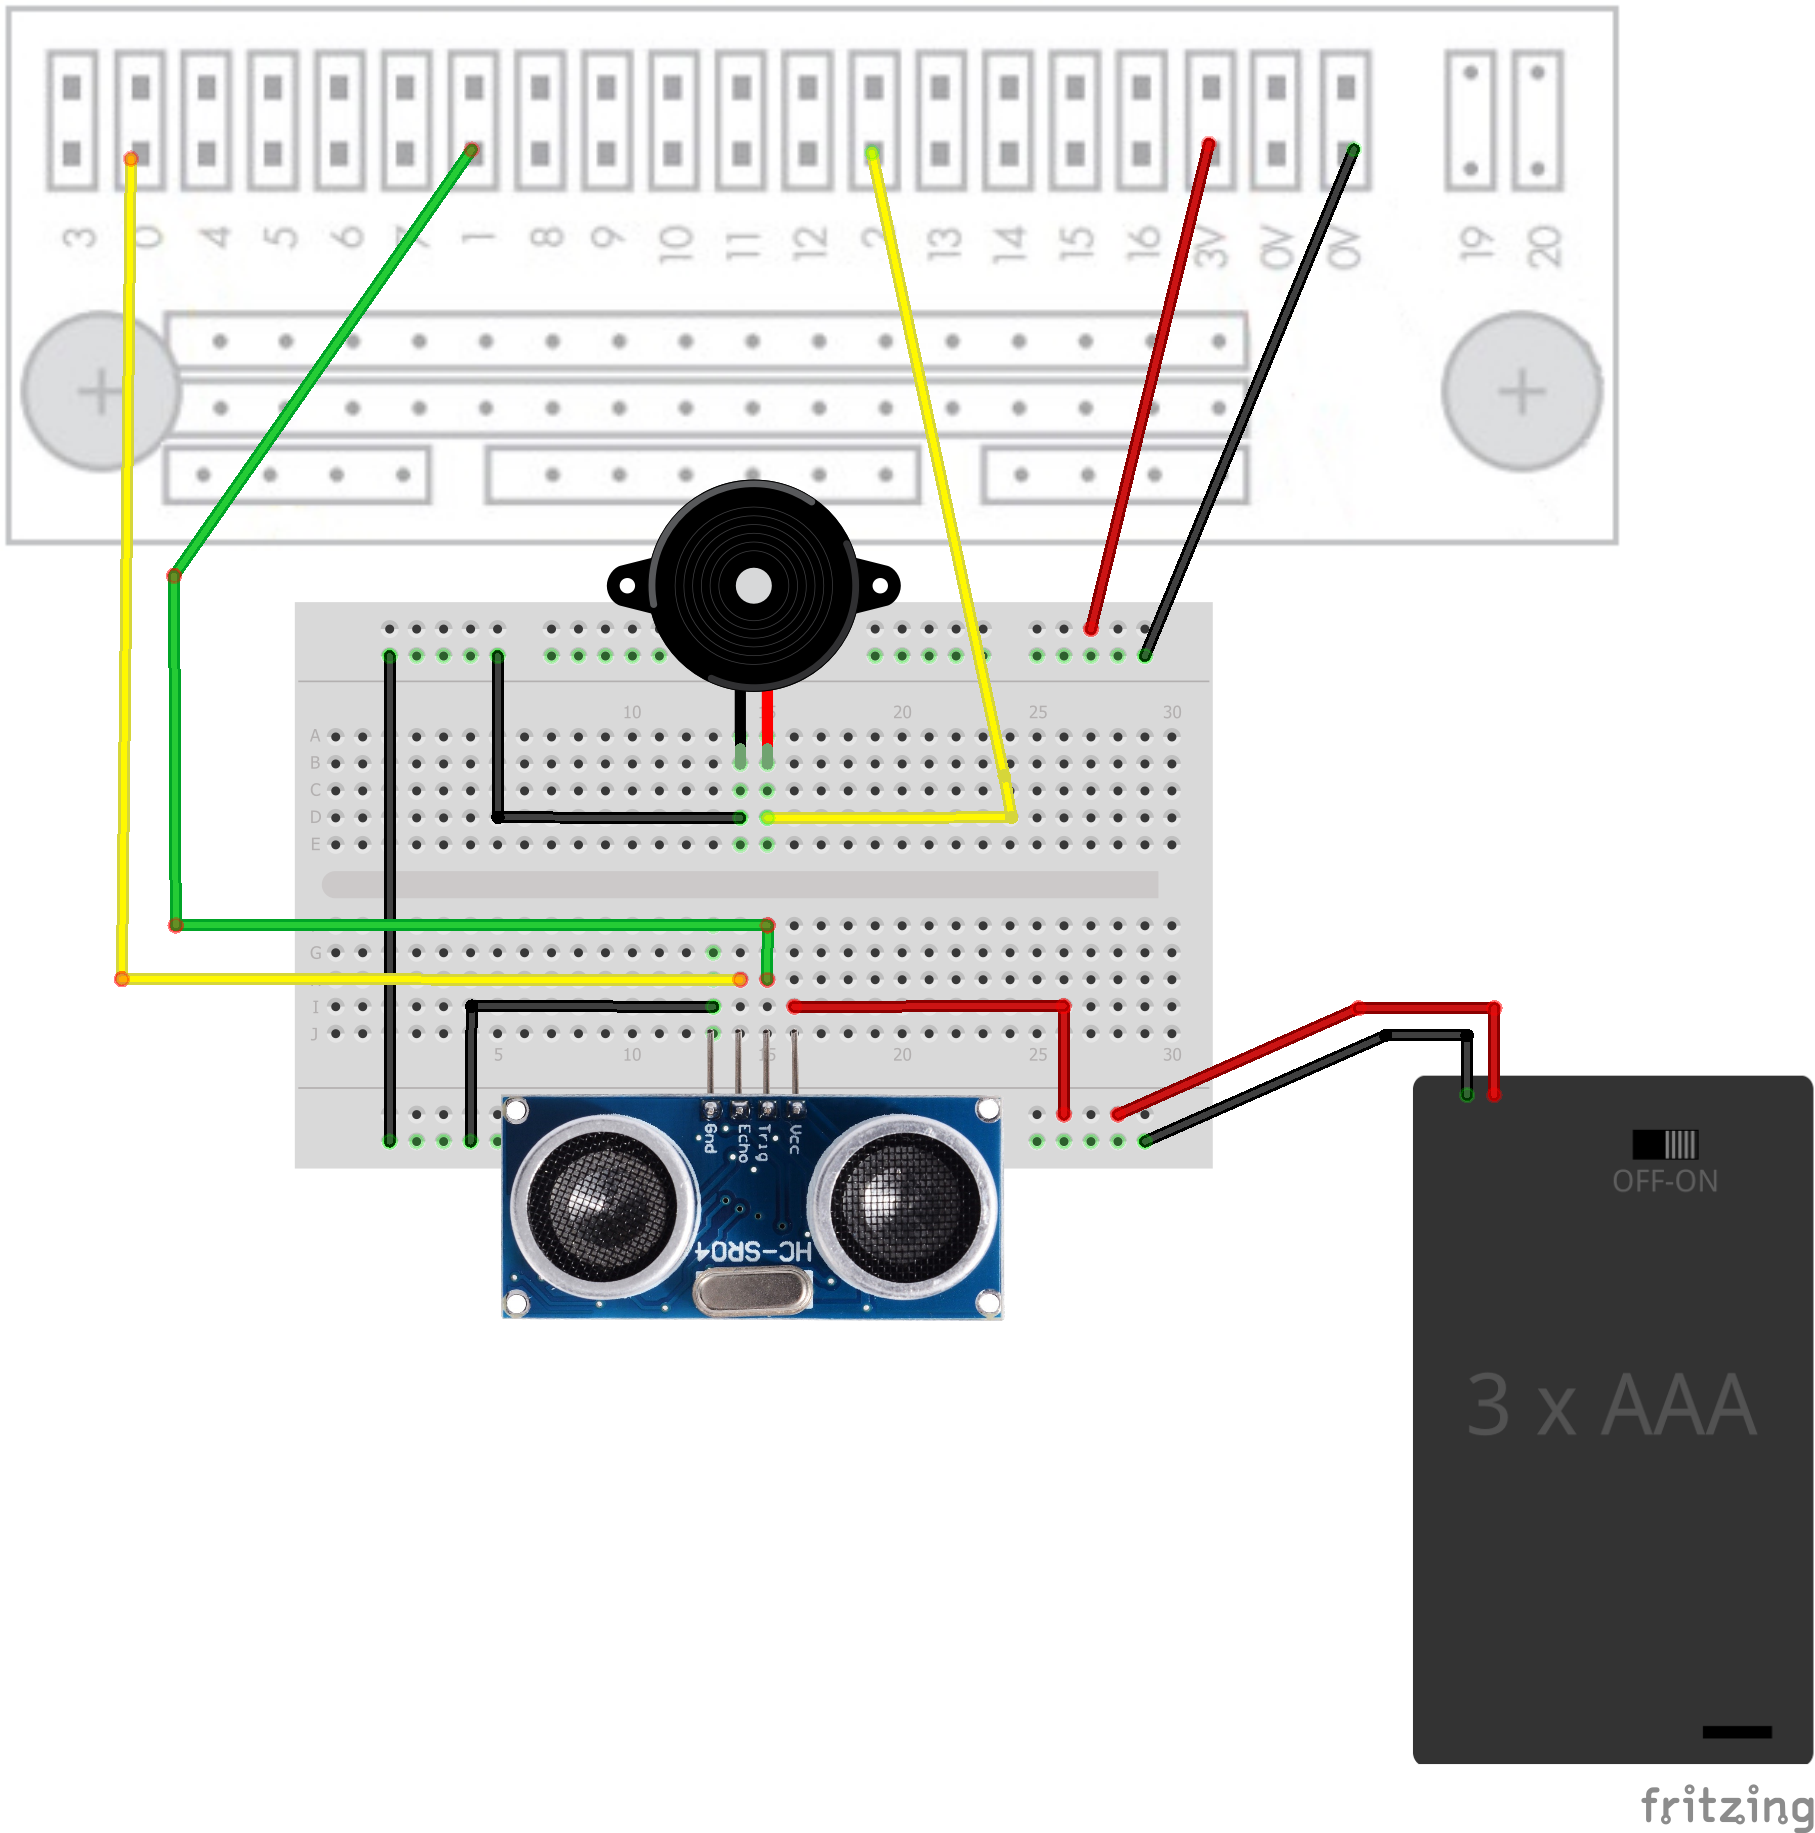 3 0 4 5 6 7 1 8 9 10 11 12 2 13 14 15 16 3V 0V 0V 19 20
10 15 20 25 30
A
B
C
D
E
G
I
J
5 10 15 20 25 30
Gnd Echo Trig Vcc
HC-SR04
OFF-ON
3 x AAA
fritzing